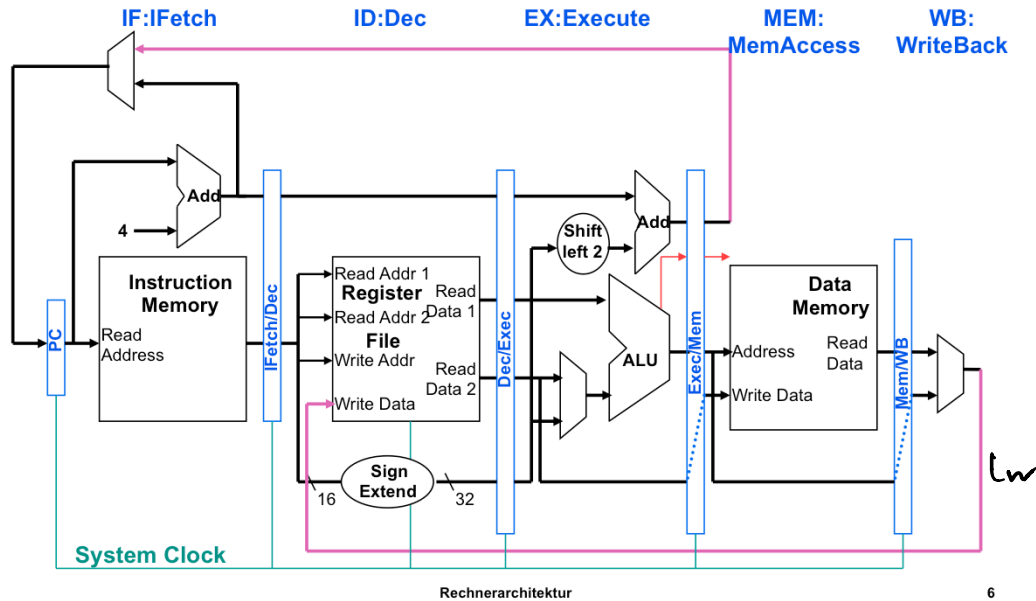 IF:IFetch
ID:Dec
EX:Execute
MEM:
MemAccess
WB:
WriteBack
Add
4
Shift
left 2
Add
Instruction
Memory
Read
Address
PC
IFetch/Dec
Read Addr 1
Register
Read
Data 1
Read Addr 2
File
Write Addr
Read
Data 2
Write Data
Dec/Exec
ALU
Exec/Mem
Data
Memory
Address
Read
Data
Write Data
Mem/WB
lw
Sign
Extend
16
32
System Clock
Rechnerarchitektur
6